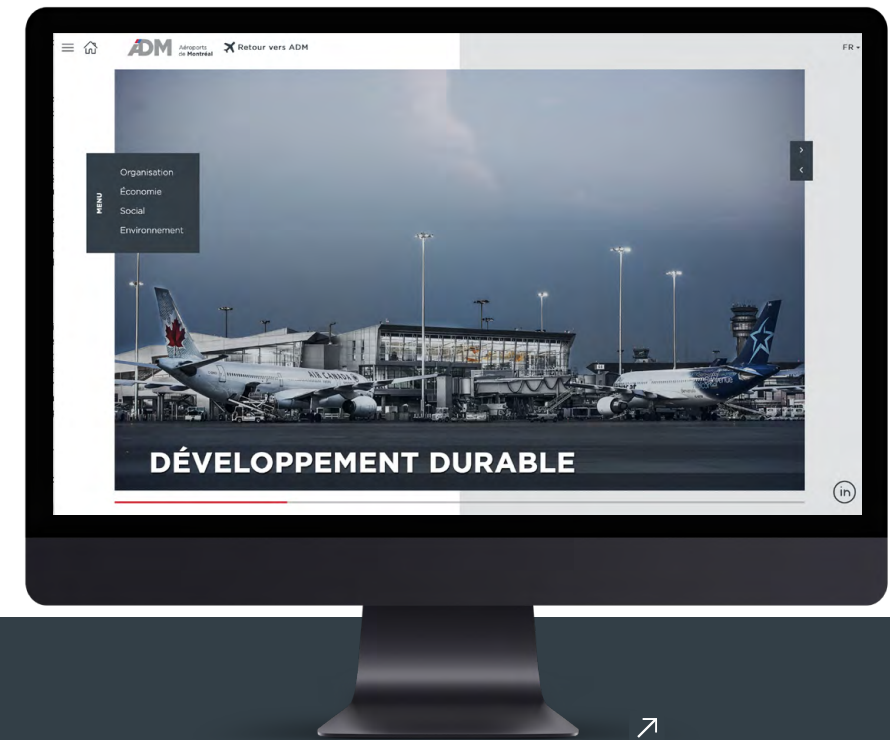 ADM Aéroports
de Montréal
Retour vers ADM
FR
MENU
Organisation
Économie
Social
Environnement
AIR CANADA
DÉVELOPPEMENT DURABLE
in